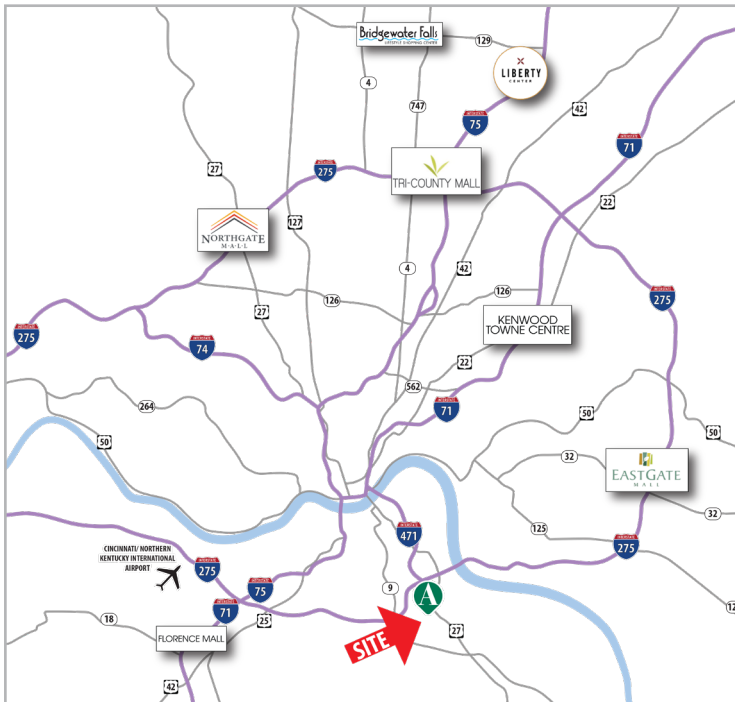 Bridgewater Falls
LIFESTYLE SHOPPING CENTER
129
LIBERTY
CENTER
4
747
42
75
71
27
275
TRI-COUNTY MALL
22
127
NORTHGATE
MALL
4
42
126
126
275
27
KENWOOD
TOWNE CENTRE
275
74
22
562
264
71
50
50
50
32
EASTGATE
MALL
32
125
471
275
CINCINNATI/ NORTHERN
KENTUCKY INTERNATIONAL
AIRPORT
275
75
9
A
71
18
25
27
SITE
FLORENCE MALL
42